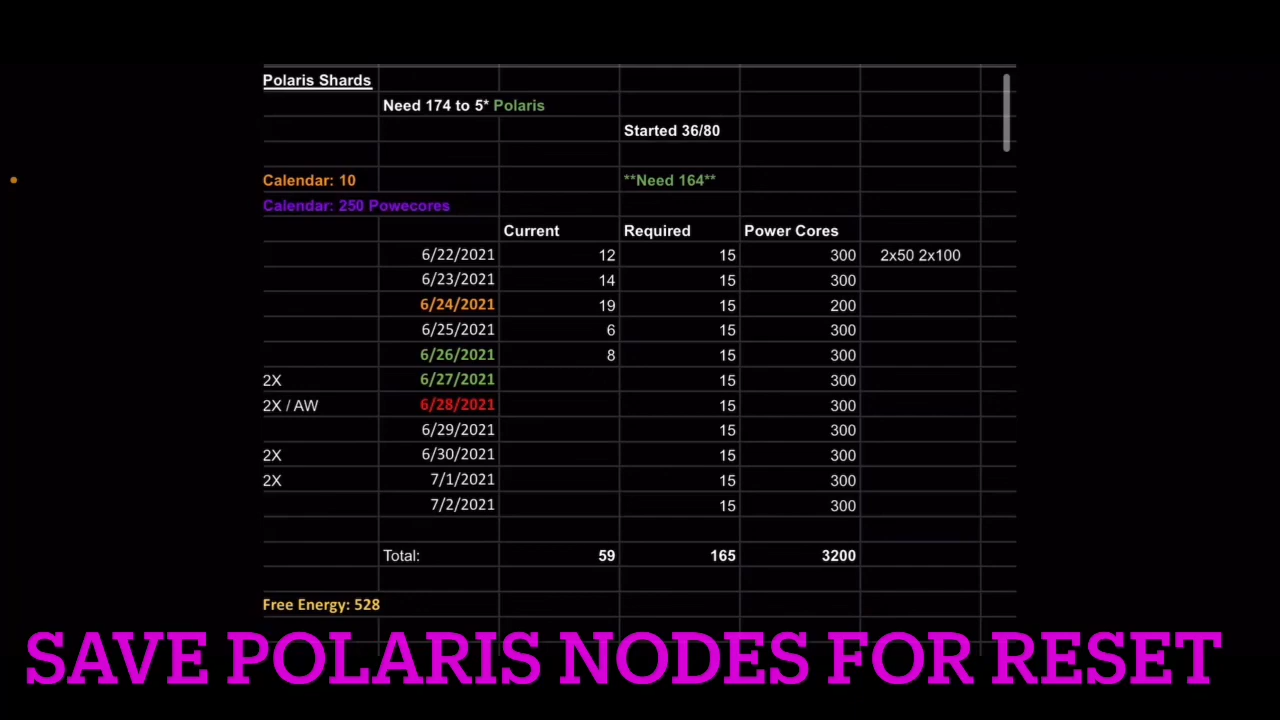 Polaris Shards
Need 174 to 5* Polaris
Started 36/80
Calendar: 10 **Need 164**
Calendar: 250 Powecores
Current Required Power Cores
6/22/2021 12 15 300 2x50 2x100
6/23/2021 14 15 300
6/24/2021 19 15 200
6/25/2021 6 15 300
6/26/2021 8 15 300
2X 6/27/2021 15 300
2X / AW 6/28/2021 15 300
6/29/2021 15 300
2X 6/30/2021 15 300
2X 7/1/2021 15 300
7/2/2021 15 300
Total: 59 165 3200
Free Energy: 528
SAVE POLARIS NODES FOR RESET